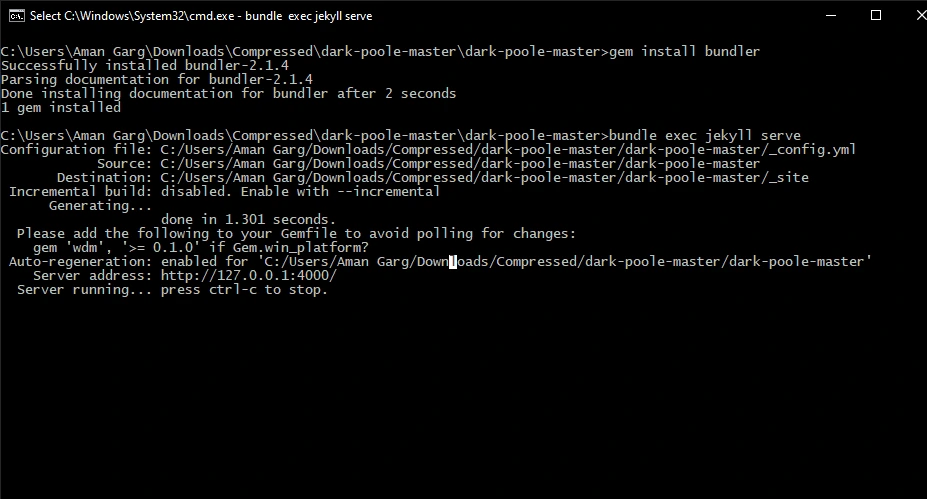 Select C:\Windows\System32\cmd.exe - bundle  exec jekyll serve
C:\Users\Aman Garg\Downloads\Compressed\dark-poole-master\dark-poole-master>gem install bundler
Successfully installed bundler-2.1.4
Parsing documentation for bundler-2.1.4
Done installing documentation for bundler after 2 seconds
1 gem installed
C:\Users\Aman Garg\Downloads\Compressed\dark-poole-master\dark-poole-master>bundle exec jekyll serve
Configuration file: C:/Users/Aman Garg/Downloads/Compressed/dark-poole-master/dark-poole-master/_config.yml
Source: C:/Users/Aman Garg/Downloads/Compressed/dark-poole-master/dark-poole-master
Destination: C:/Users/Aman Garg/Downloads/Compressed/dark-poole-master/dark-poole-master/_site
Incremental build: disabled. Enable with --incremental
Generating...
done in 1.301 seconds.
Please add the following to your Gemfile to avoid polling for changes:
gem 'wdm', '>= 0.1.0' if Gem.win_platform?
Auto-regeneration: enabled for 'C:/Users/Aman Garg/Downloads/Compressed/dark-poole-master/dark-poole-master'
Server address: http://127.0.0.1:4000/
Server running... press ctrl-c to stop.